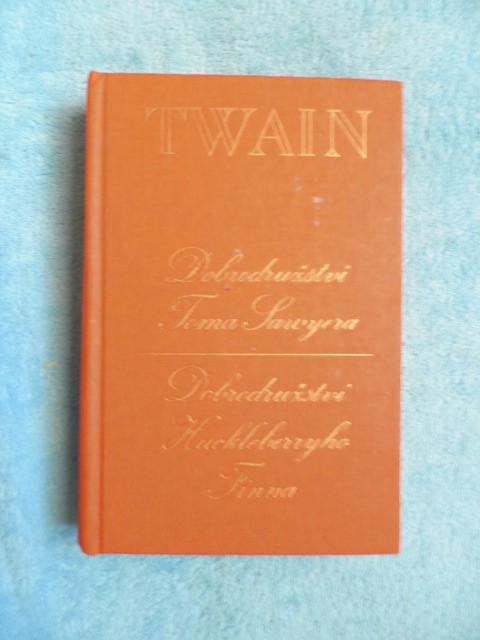 TWAIN
Dobrodružství
Toma Sawyera
Dobrodružství
Huckleberryho
Finna